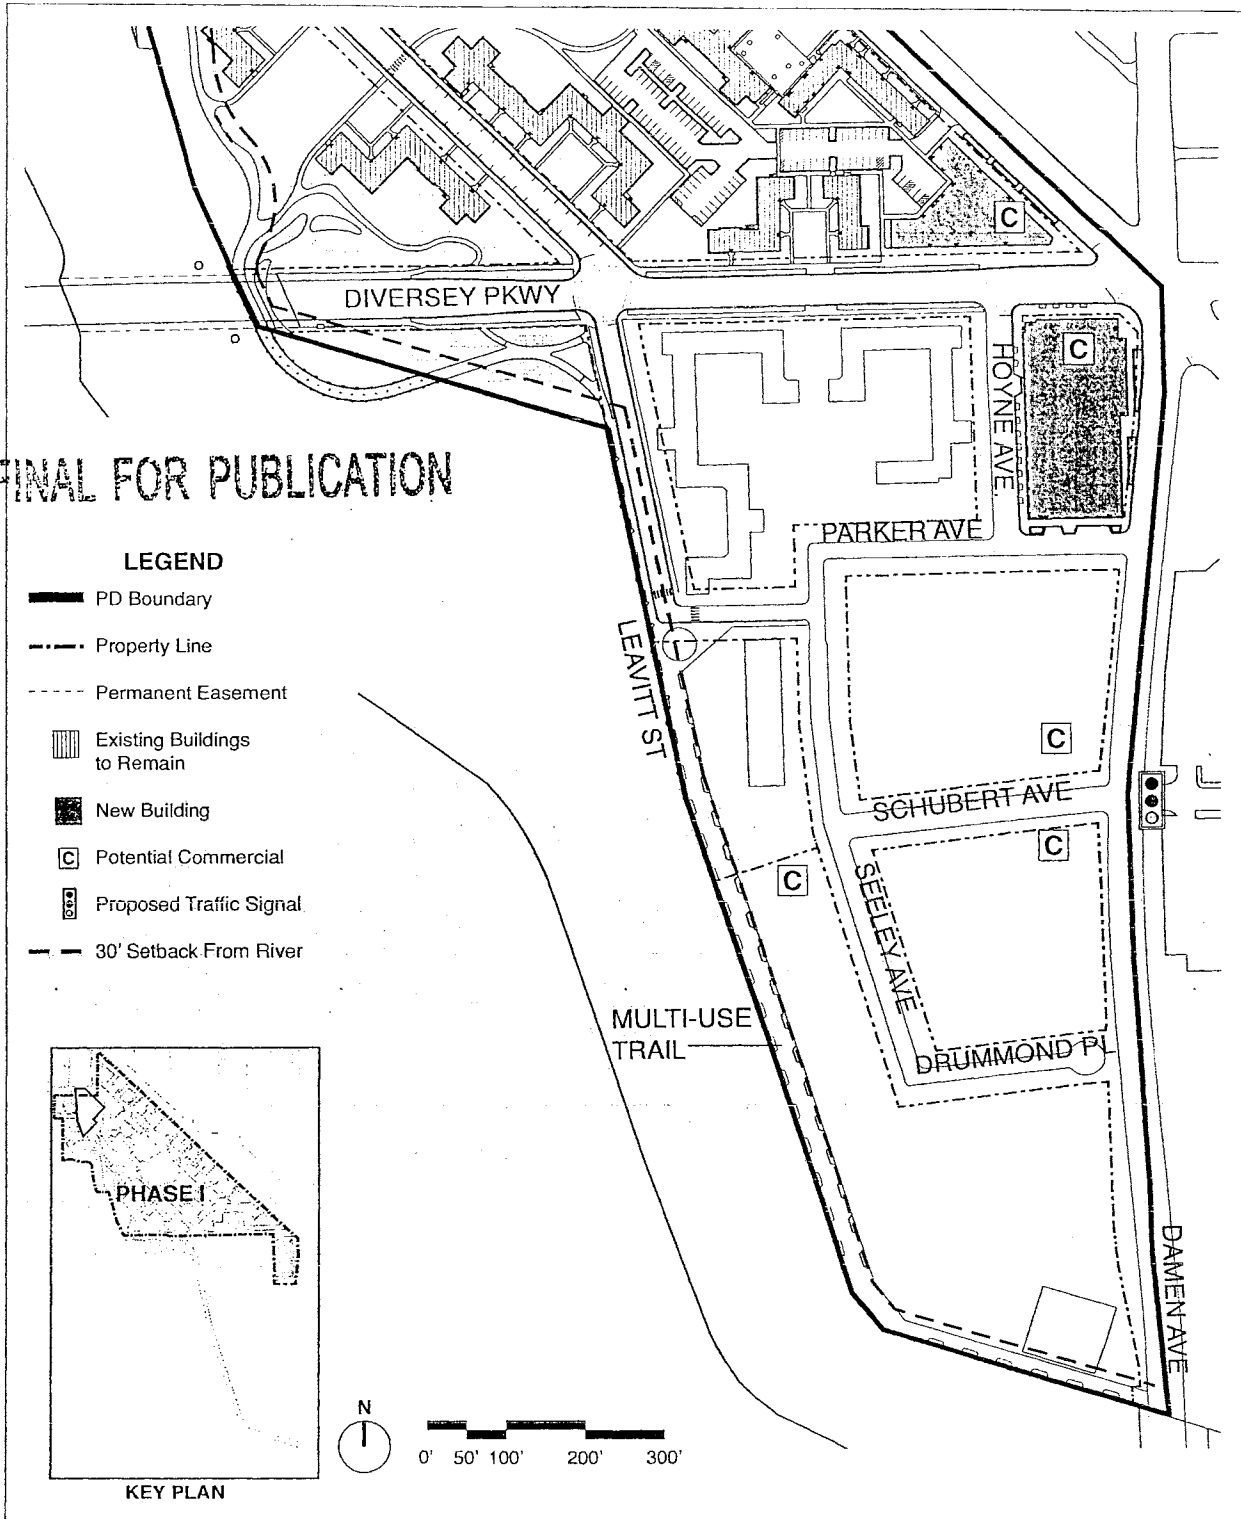 C
DIVERSEY PKWY
C
HOYNE AVE.
FINAL FOR PUBLICATION
PARKER AVE
LEGEND
PD Boundary
Property Line
Permanent Easement
Existing Buildings
to Remain
New Building
C Potential Commercial
Proposed Traffic Signal
30' Setback From River
LEAVITT ST
C
SCHUBERT AVE
C
C
SEELEY AVE
MULTI-USE
TRAIL
DRUMMOND PL
PHASE I
DAMEN AVE
N
0' 50' 100' 200' 300'
KEY PLAN